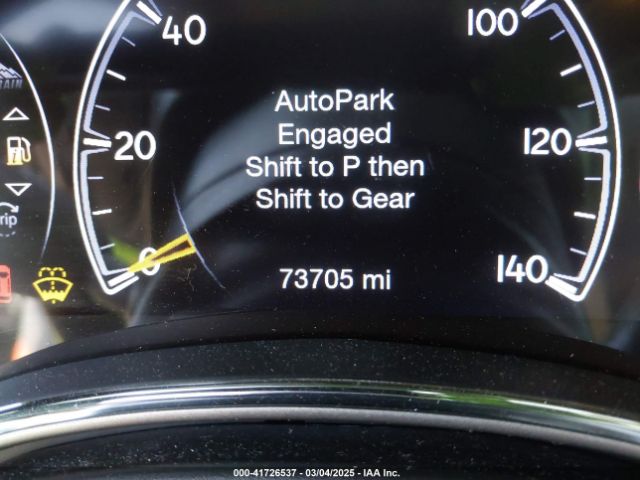 40
100
AutoPark
Engaged
20
Shift to P then
120
Shift to Gear
0
73705 mi
140
000-41726537 - 03/04/2025 - IAA Inc.